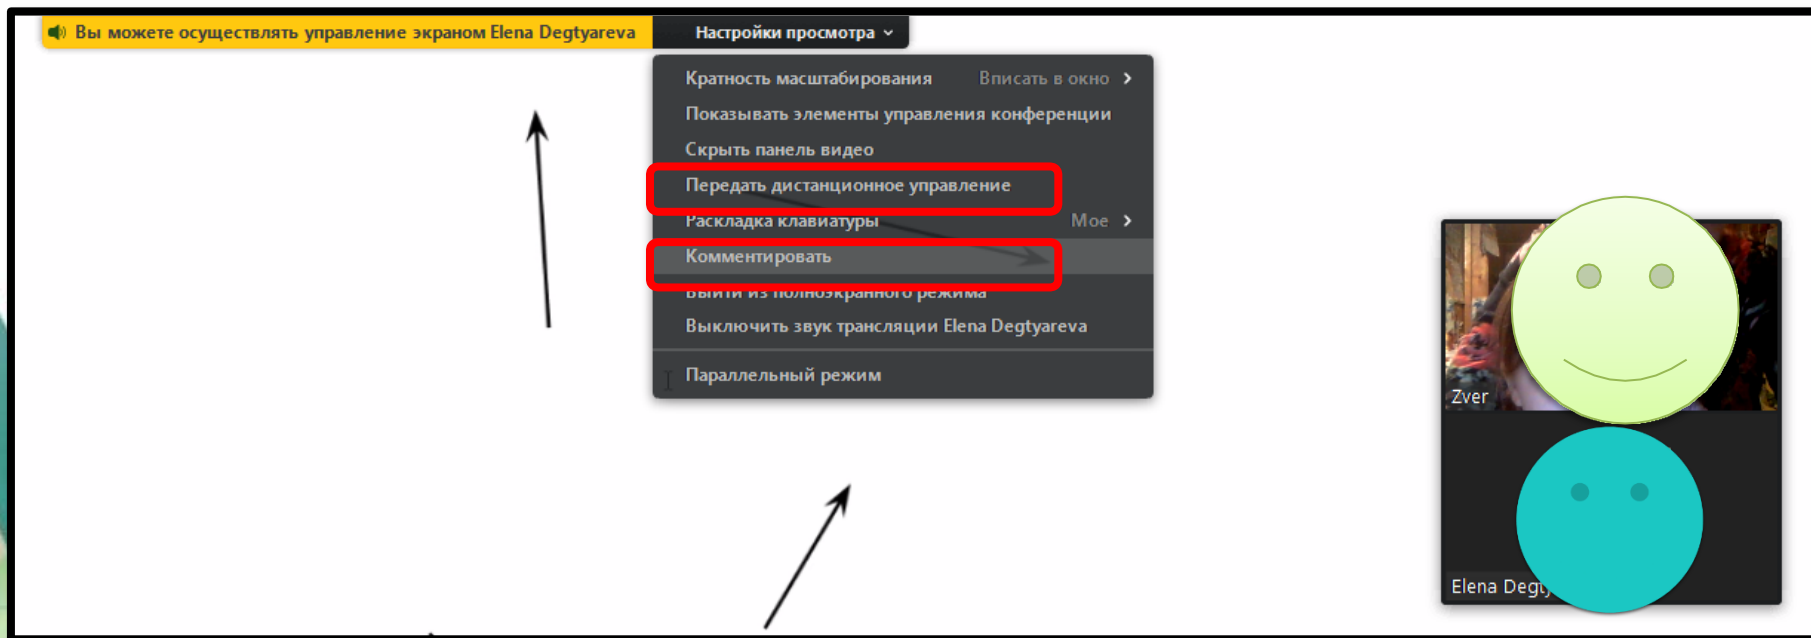 Вы можете осуществлять управление экраном Elena Degtyareva
Настройки просмотра
Кратность масштабирования Вписать в окно
Показывать элементы управления конференции
Скрыть панель видео
Передать дистанционное управление
Раскладка клавиатуры Мое
Комментировать
Выйти из полноэкранного режима
Выключить звук трансляции Elena Degtyareva
Параллельный режим
Zver
Elena